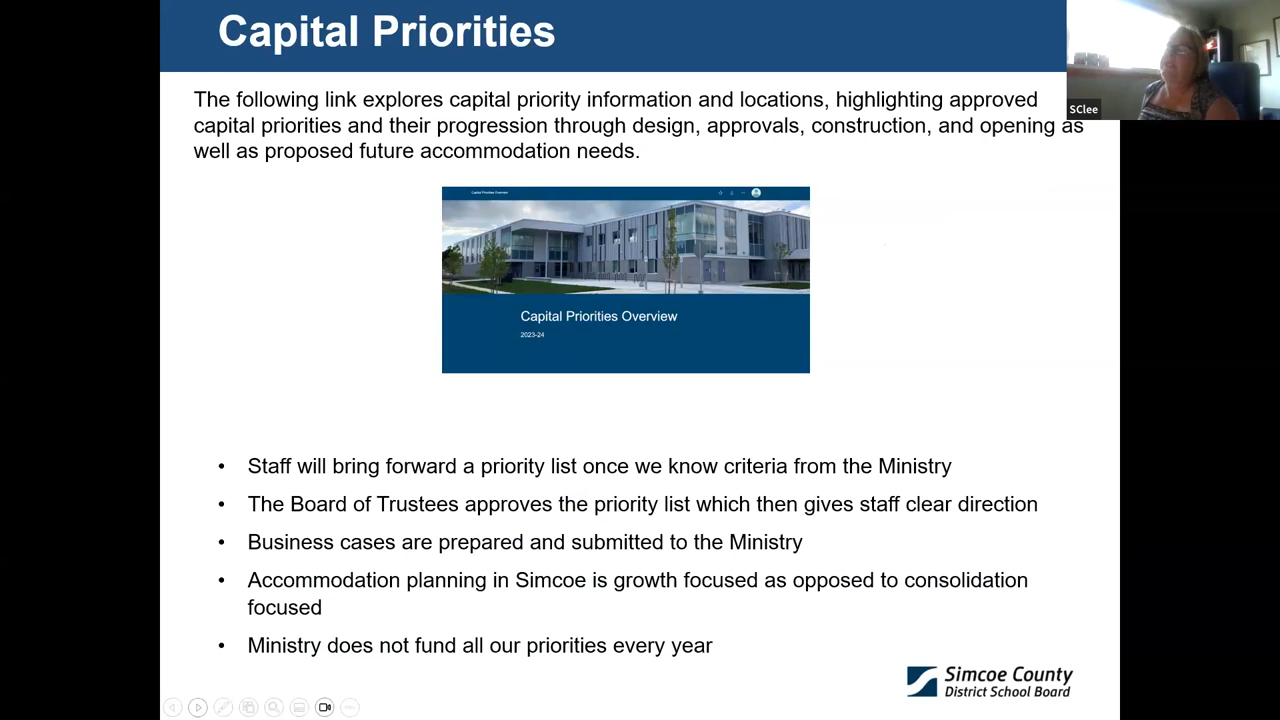 Capital Priorities
SClee
The following link explores capital priority information and locations, highlighting approved
capital priorities and their progression through design, approvals, construction, and opening as
well as proposed future accommodation needs.
Capital Priorities Overview
Capital Priorities Overview
2023-24
• Staff will bring forward a priority list once we know criteria from the Ministry
• The Board of Trustees approves the priority list which then gives staff clear direction
• Business cases are prepared and submitted to the Ministry
• Accommodation planning in Simcoe is growth focused as opposed to consolidation
focused
• Ministry does not fund all our priorities every year
Simcoe County
District School Board